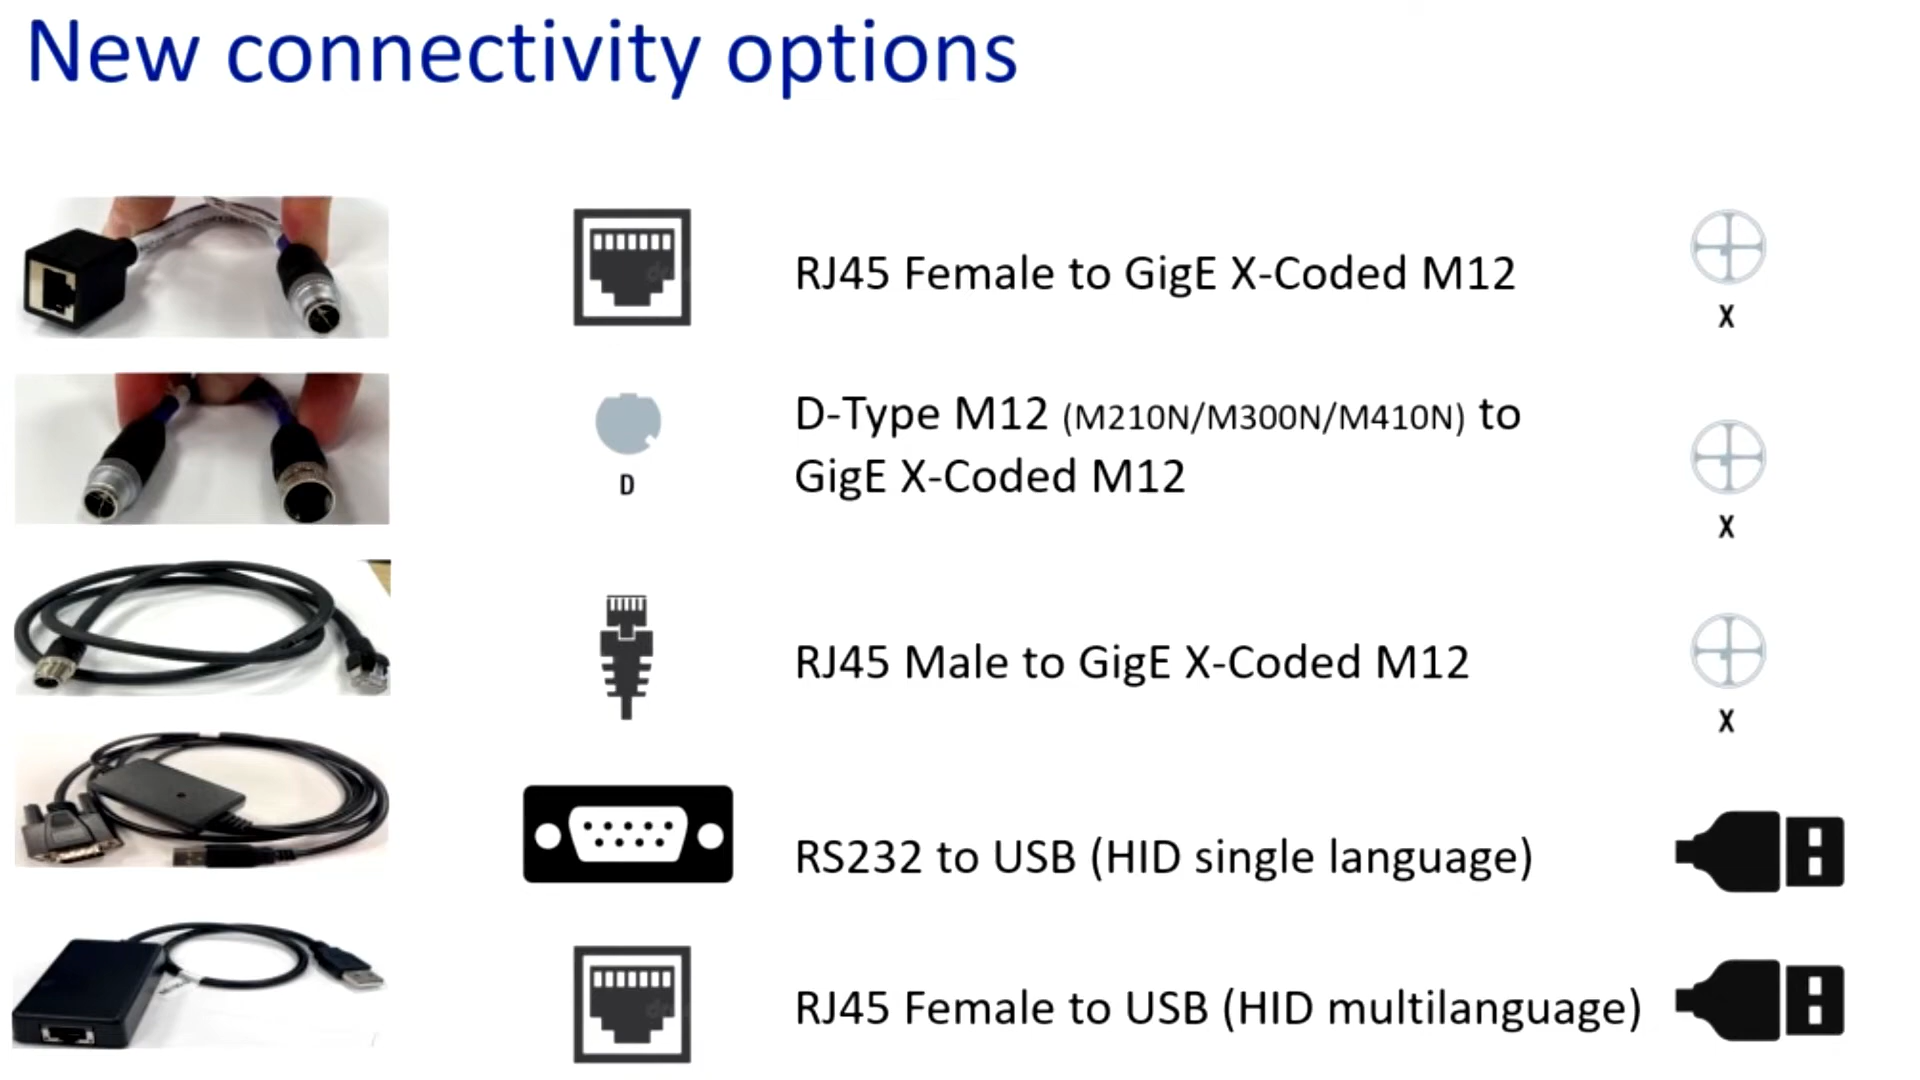 New connectivity options
RJ45 Female to GigE X-Coded M12
X
D-Type M12 (M210N/M300N/M410N) to
GigE X-Coded M12
D
X
RJ45 Male to GigE X-Coded M12
X
RS232 to USB (HID single language)
RJ45 Female to USB (HID multilanguage)